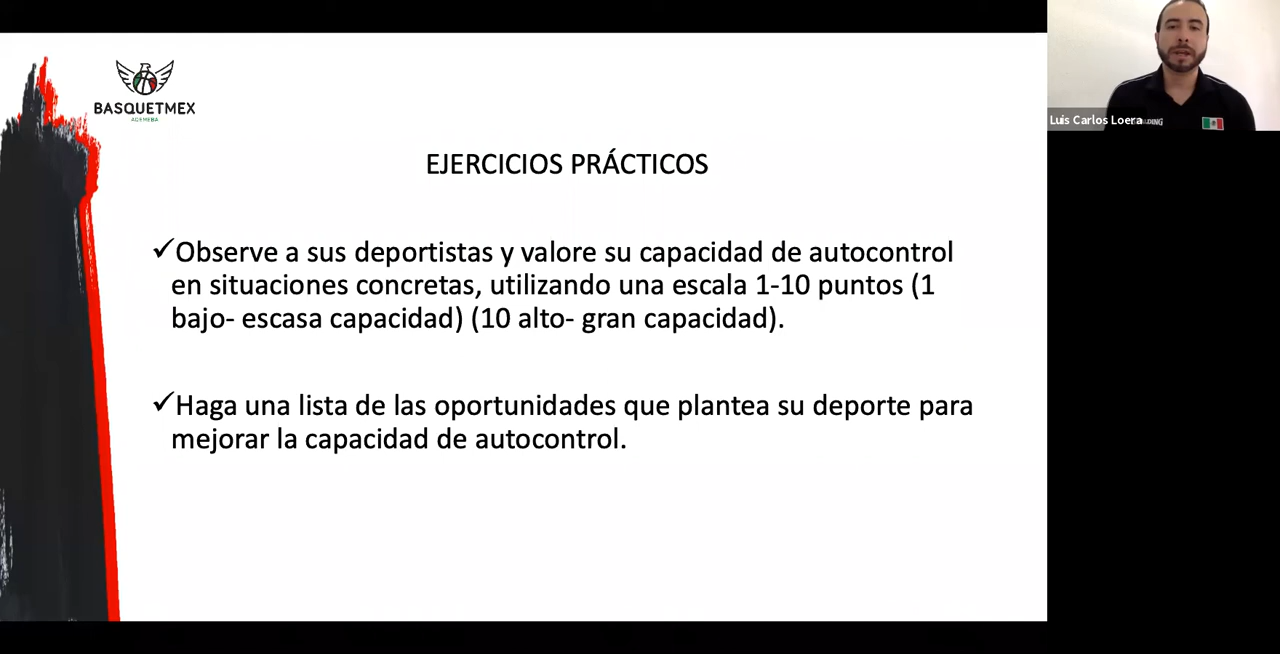 BASQUETMEX
ADEMEBA
EJERCICIOS PRÁCTICOS
✓Observe a sus deportistas y valore su capacidad de autocontrol
en situaciones concretas, utilizando una escala 1-10 puntos (1
bajo- escasa capacidad) (10 alto- gran capacidad).
✓Haga una lista de las oportunidades que plantea su deporte para
mejorar la capacidad de autocontrol.
Luis Carlos Loera